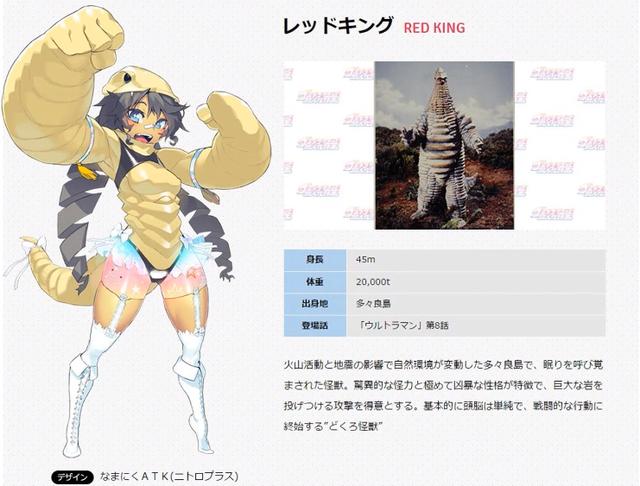 レッドキング RED KING
身長 45m
体重 20,000t
出身地 多々良島
登場話 「ウルトラマン」第8話
火山活動と地震の影響で自然環境が変動した多々良島で、眠りを呼び覚
まされた怪獣。驚異的な怪力と極めて凶暴な性格が特徴で、巨大な岩を
投げつける攻撃を得意とする。基本的に頭脳は単純で、戦闘的な行動に
終始する“どくろ怪獣”
デザイン なまにくATK(ニトロプラス)